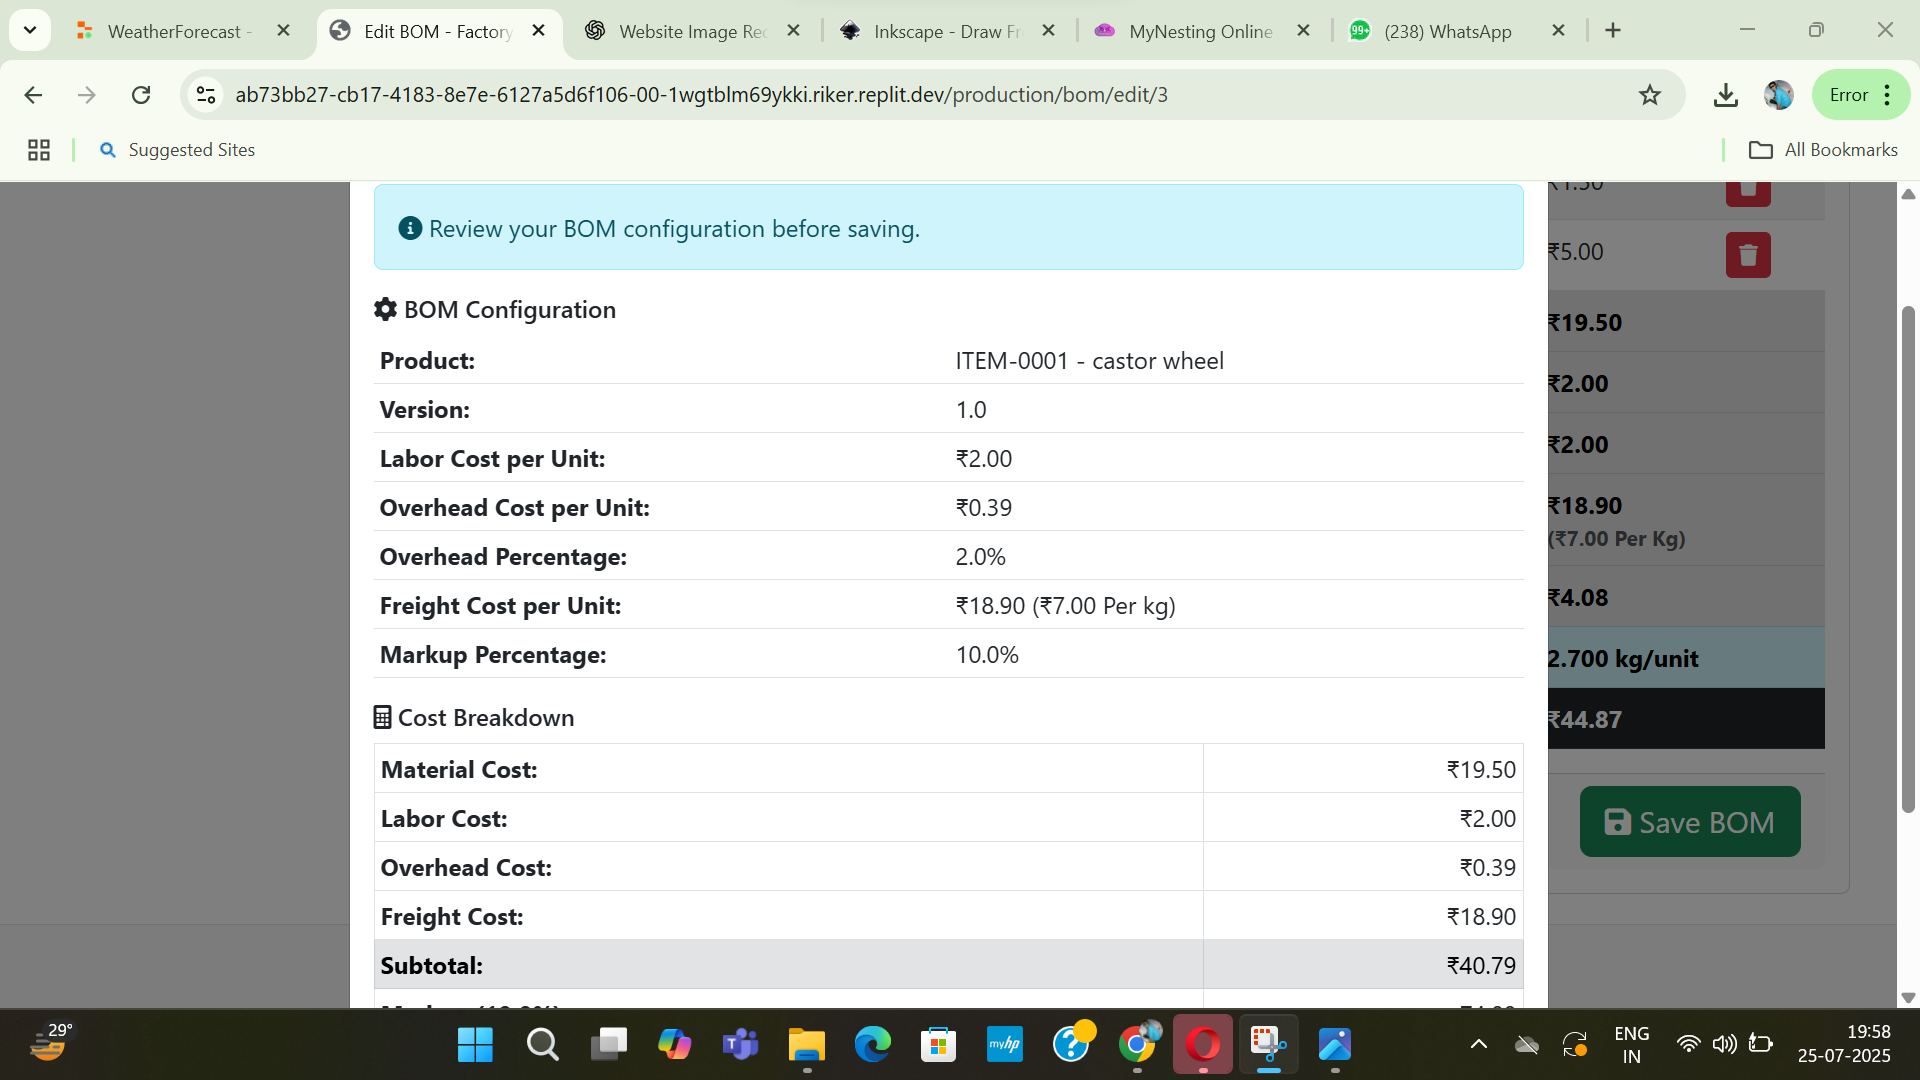 WeatherForecast -
Edit BOM - Factory
Website Image Rec
Inkscape - Draw Fr
MyNesting Online
99+
(238) WhatsApp
ab73bb27-cb17-4183-8e7e-6127a5d6f106-00-1wgtblm69ykki.riker.replit.dev/production/bom/edit/3
Error
Suggested Sites
All Bookmarks
Review your BOM configuration before saving.
BOM Configuration
Product: ITEM-0001 - castor wheel
Version: 1.0
Labor Cost per Unit: ₹2.00
Overhead Cost per Unit: ₹0.39
Overhead Percentage: 2.0%
Freight Cost per Unit: ₹18.90 (₹7.00 Per kg)
Markup Percentage: 10.0%
Cost Breakdown
Material Cost: ₹19.50
Labor Cost: ₹2.00
Overhead Cost: ₹0.39
Freight Cost: ₹18.90
Subtotal: ₹40.79
₹1.50
₹5.00
₹19.50
₹2.00
₹2.00
₹18.90
(₹7.00 Per Kg)
₹4.08
2.700 kg/unit
₹44.87
Save BOM
29°
myhp
ENG
IN
19:58
25-07-2025